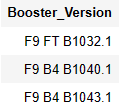 Booster_Version
F9 FT B1032.1
F9 B4 B1040.1
F9 B4 B1043.1